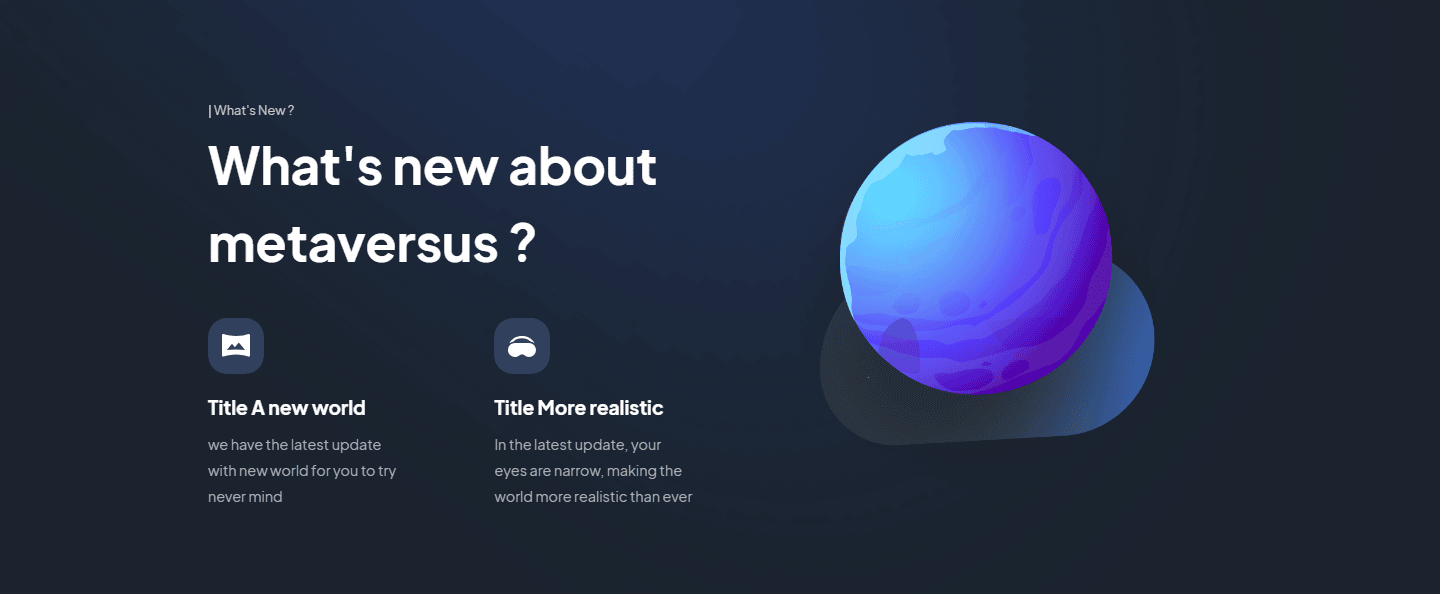 | What's New ?
What's new about
metaversus ?
Title A new world
we have the latest update
with new world for you to try
never mind
Title More realistic
In the latest update, your
eyes are narrow, making the
world more realistic than ever